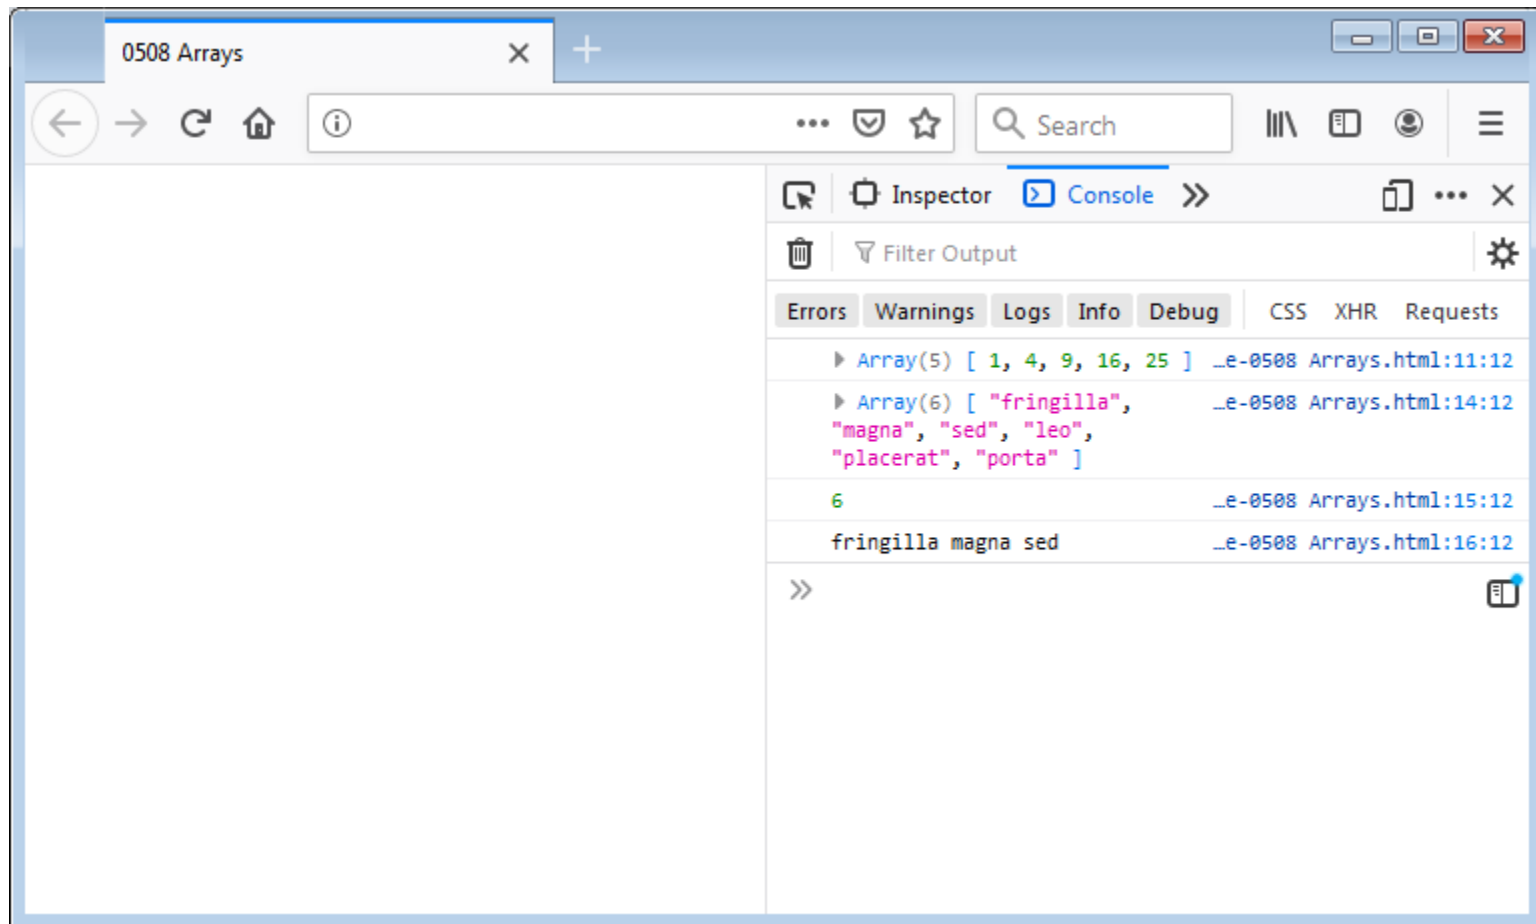 0508 Arrays
Search
Inspector Console
Filter Output
Errors Warnings Logs Info Debug CSS XHR Requests
Array(5) [ 1, 4, 9, 16, 25 ] …e-0508 Arrays.html:11:12
Array(6) [ "fringilla", …e-0508 Arrays.html:14:12
"magna", "sed", "leo",
"placerat", "porta" ]
6 …e-0508 Arrays.html:15:12
fringilla magna sed …e-0508 Arrays.html:16:12